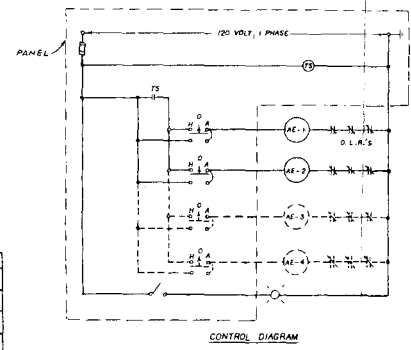 120 VOLT, 1 PHASE
PANEL
TS
TS
O
H A
AE-1
O.L.R.'S
O
H A
AE-2
O
H A
AE-3
O
H A
AE-4
CONTROL DIAGRAM